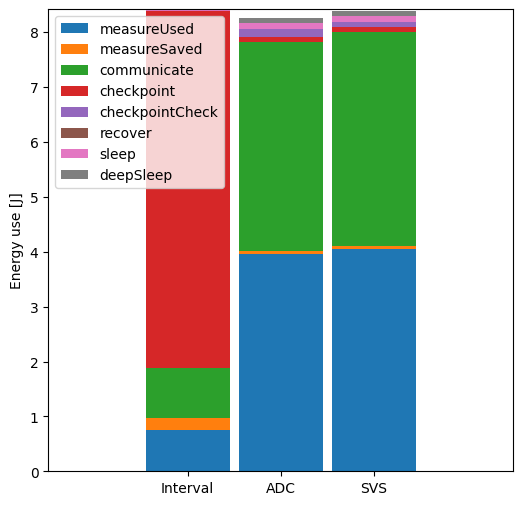 measureUsed
measureSaved
communicate
checkpoint
checkpointCheck
recover
sleep
deepSleep
Energy use [J]
8
7
6
5
4
3
2
1
0
Interval ADC SVS